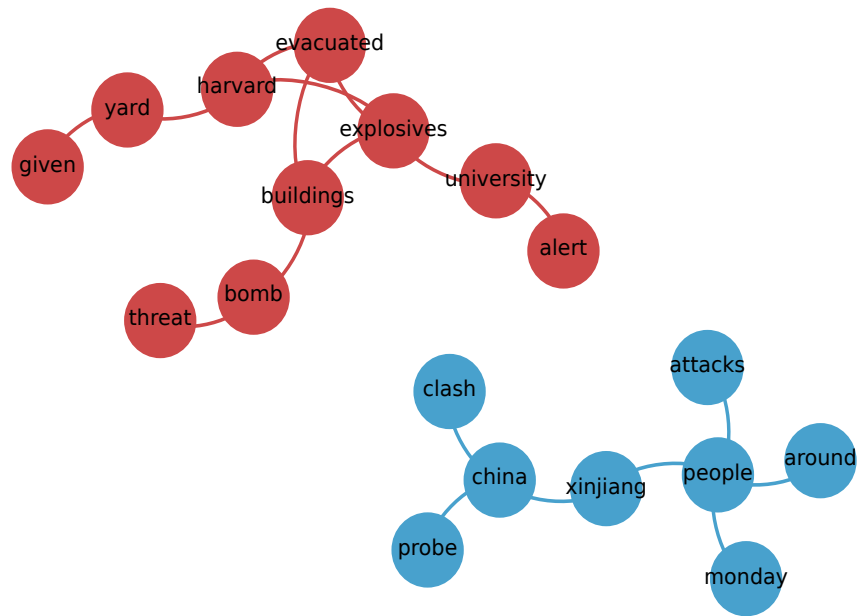 evacuated
harvard
yard
explosives
given
university
buildings
alert
bomb
threat
attacks
clash
around
people
china
xinjiang
probe
monday